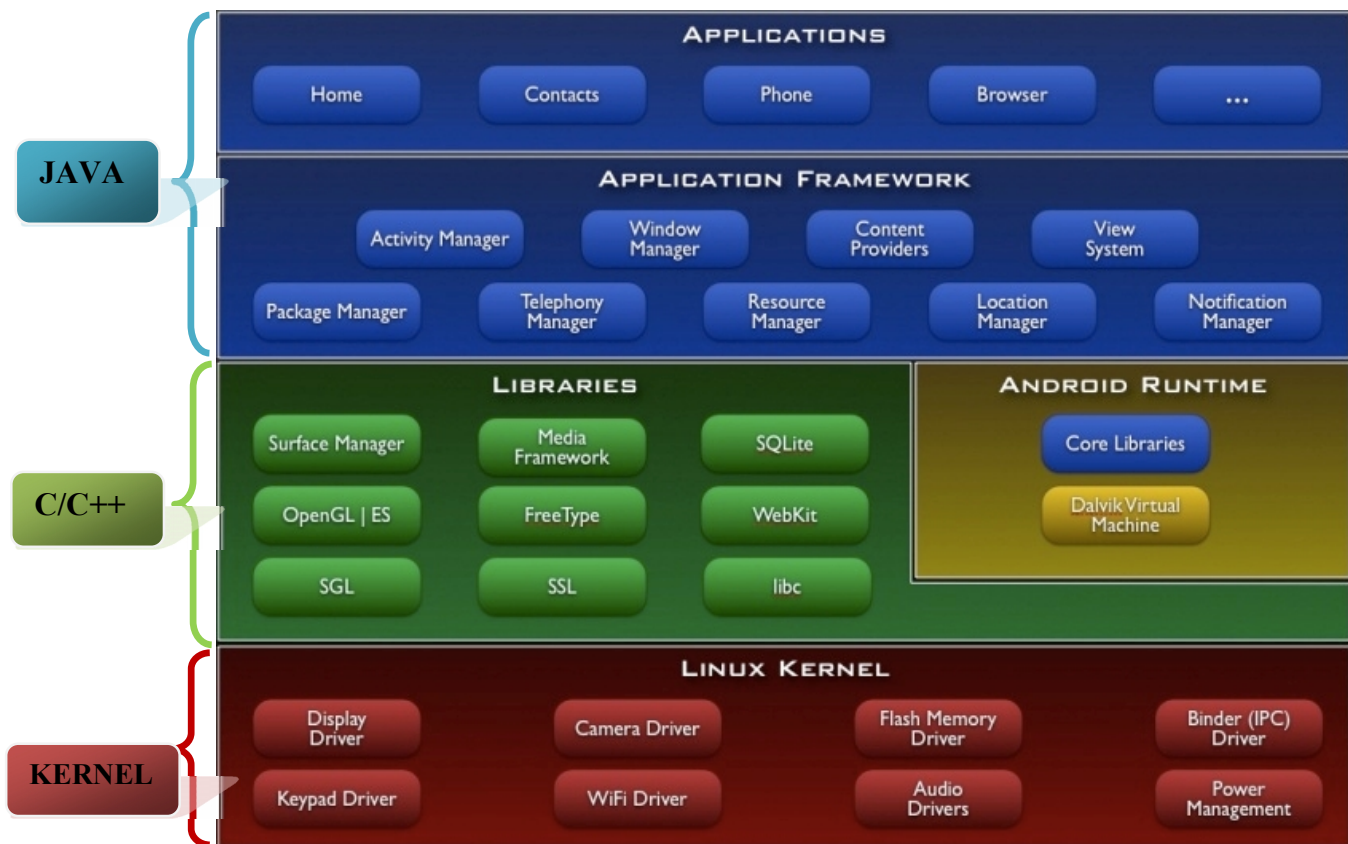 APPLICATIONS
Home
Contacts
Phone
Browser
...
JAVA
APPLICATION FRAMEWORK
Activity Manager
Window
Manager
Content
Providers
View
System
Package Manager
Telephony
Manager
Resource
Manager
Location
Manager
Notification
Manager
LIBRARIES
Surface Manager
Media
Framework
SQLite
OpenGL | ES
FreeType
WebKit
SGL
SSL
libc
C/C++
ANDROID RUNTIME
Core Libraries
Dalvik Virtual
Machine
LINUX KERNEL
Display
Driver
Camera Driver
Flash Memory
Driver
Binder (IPC)
Driver
KERNEL
Keypad Driver
WiFi Driver
Audio
Drivers
Power
Management